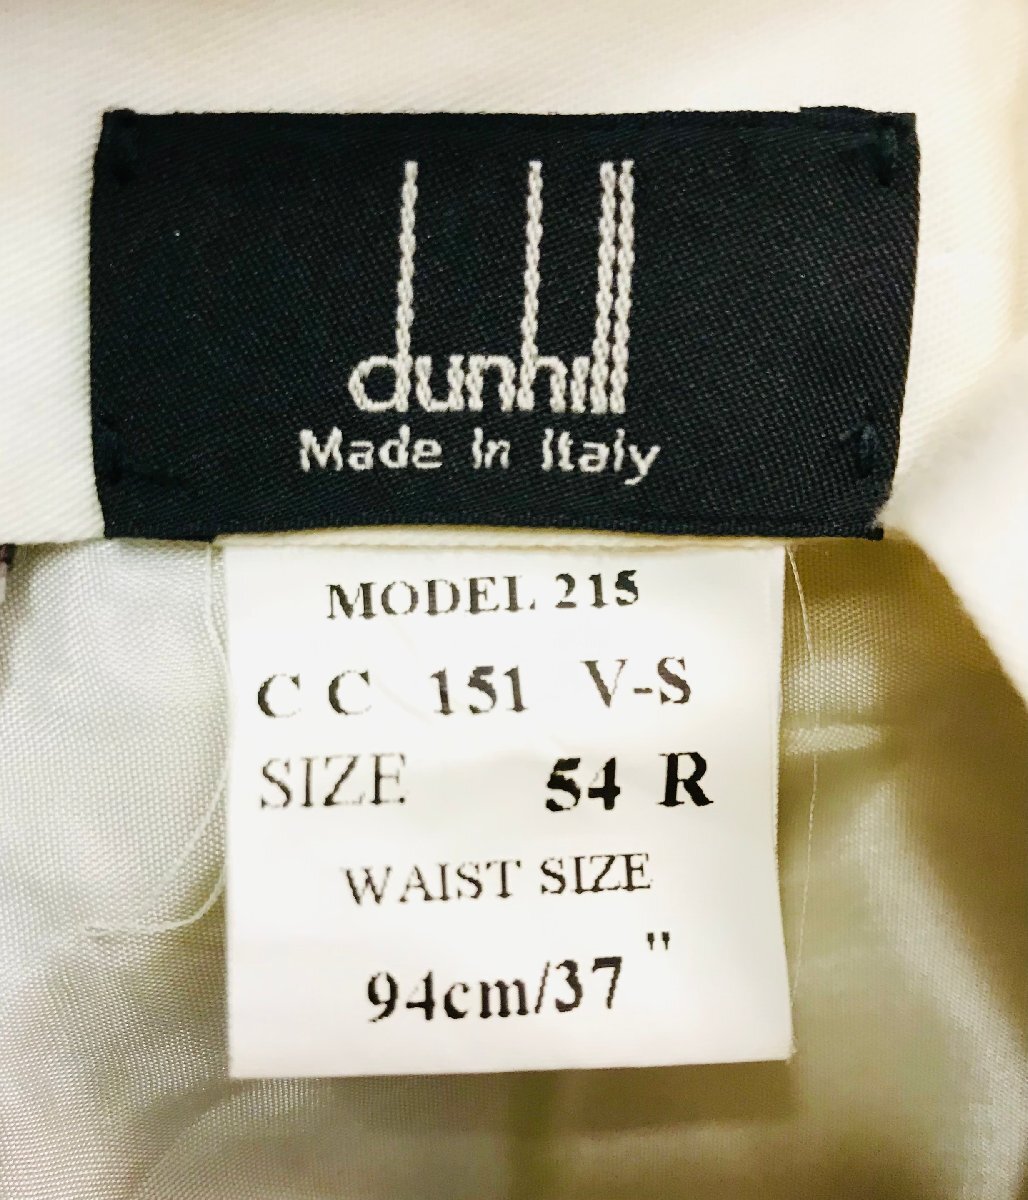 dunhill
Made In Italy
MODEL 215
C C 151 V-S
SIZE 54 R
WAIST SIZE
94cm/37"